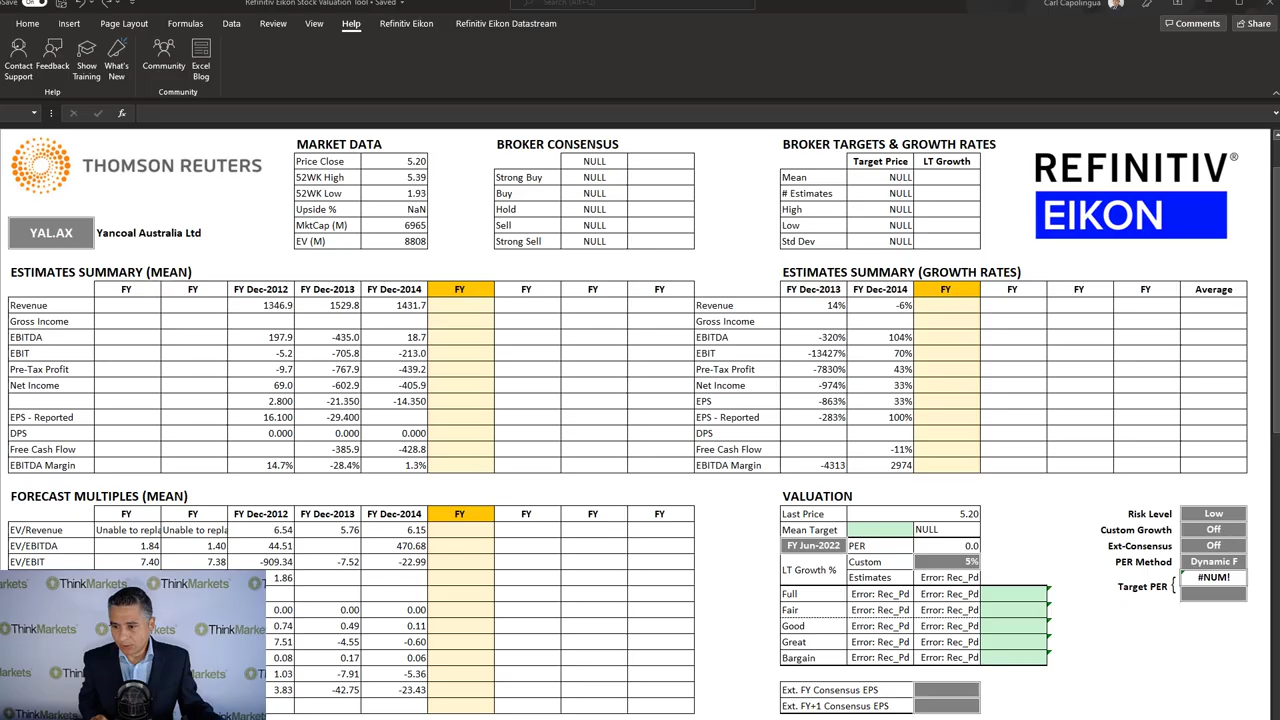 Save On Refinitiv Eikon Stock Valuation Tool • Saved Carl Capolingua
Home Insert Page Layout Formulas Data Review View Help Refinitiv Eikon Refinitiv Eikon Datastream Comments Share
Contact Support Feedback Show Training What's New Community Excel Blog
Help Community
fx
THOMSON REUTERS
YAL.AX Yancoal Australia Ltd
MARKET DATA
Price Close 5.20
52WK High 5.39
52WK Low 1.93
Upside % NaN
MktCap (M) 6965
EV (M) 8808
BROKER CONSENSUS
NULL
Strong Buy NULL
Buy NULL
Hold NULL
Sell NULL
Strong Sell NULL
BROKER TARGETS & GROWTH RATES
Target Price LT Growth
Mean NULL
# Estimates NULL
High NULL
Low NULL
Std Dev NULL
REFINITIV®
EIKON
ESTIMATES SUMMARY (MEAN)
FY FY FY Dec-2012 FY Dec-2013 FY Dec-2014 FY FY FY FY
Revenue 1346.9 1529.8 1431.7
Gross Income
EBITDA 197.9 -435.0 18.7
EBIT -5.2 -705.8 -213.0
Pre-Tax Profit -9.7 -767.9 -439.2
Net Income 69.0 -602.9 -405.9
2.800 -21.350 -14.350
EPS - Reported 16.100 -29.400
DPS 0.000 0.000 0.000
Free Cash Flow -385.9 -428.8
EBITDA Margin 14.7% -28.4% 1.3%
ESTIMATES SUMMARY (GROWTH RATES)
FY Dec-2013 FY Dec-2014 FY FY FY FY Average
Revenue 14% -6%
Gross Income
EBITDA -320% 104%
EBIT -13427% 70%
Pre-Tax Profit -7830% 43%
Net Income -974% 33%
EPS -863% 33%
EPS - Reported -283% 100%
DPS
Free Cash Flow -11%
EBITDA Margin -4313 2974
FORECAST MULTIPLES (MEAN)
FY FY FY Dec-2012 FY Dec-2013 FY Dec-2014 FY FY FY FY
EV/Revenue Unable to repla Unable to repla 6.54 5.76 6.15
EV/EBITDA 1.84 1.40 44.51 470.68
EV/EBIT 7.40 7.38 -909.34 -7.52 -22.99
1.86
0.00 0.00 0.00
0.74 0.49 0.11
7.51 -4.55 -0.60
0.08 0.17 0.06
1.03 -7.91 -5.36
3.83 -42.75 -23.43
VALUATION
Last Price 5.20
Mean Target NULL
FY Jun-2022 PER 0.0
LT Growth % Custom 5%
Estimates Error: Rec_Pd
Full Error: Rec_Pd Error: Rec_Pd
Fair Error: Rec_Pd Error: Rec_Pd
Good Error: Rec_Pd Error: Rec_Pd
Great Error: Rec_Pd Error: Rec_Pd
Bargain Error: Rec_Pd Error: Rec_Pd
Ext. FY Consensus EPS
Ext. FY+1 Consensus EPS
Risk Level Low
Custom Growth Off
Ext-Consensus Off
PER Method Dynamic F
Target PER { #NUM!
ThinkMarkets ThinkMarkets
ThinkMarkets
ThinkMarkets